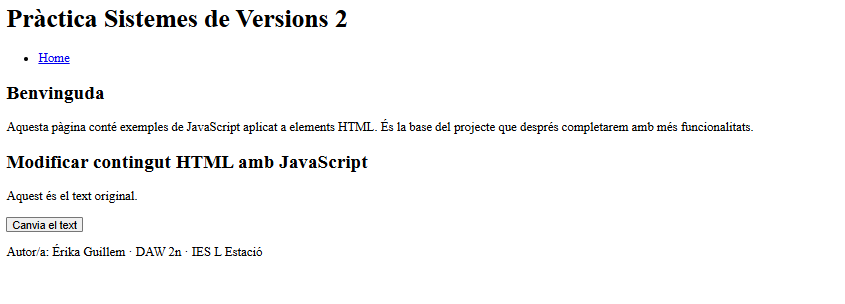 Pràctica Sistemes de Versions 2
Home
Benvinguda
Aquesta pàgina conté exemples de JavaScript aplicat a elements HTML. És la base del projecte que després completarem amb més funcionalitats.
Modificar contingut HTML amb JavaScript
Aquest és el text original.
Canvia el text
Autor/a: Érika Guillem · DAW 2n · IES L Estació